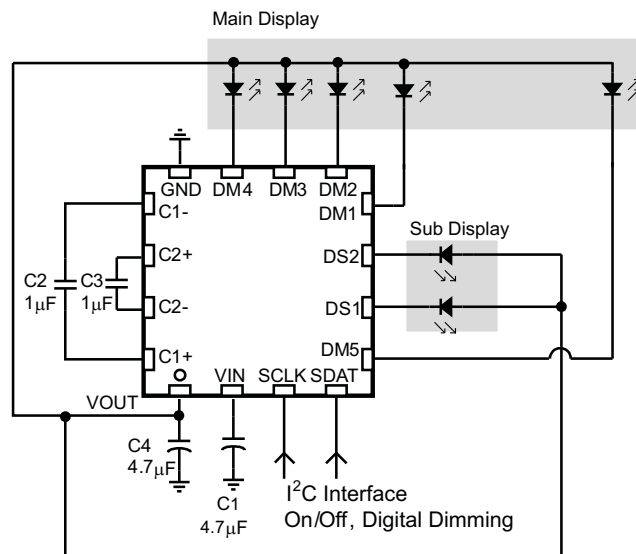 Main Display
GND
DM4
DM3
DM2
C1-
DM1
C2+
DS2
Sub Display
C2
1μF
C3
1μF
C2-
DS1
C1+
DM5
VIN
SCLK
SDAT
VOUT
C4
4.7μF
C1
4.7μF
I²C Interface
On/Off, Digital Dimming